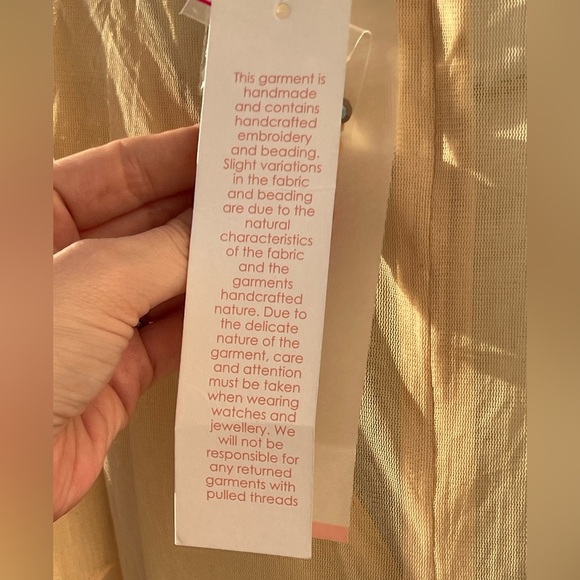 This garment is
handmade
and contains
handcrafted
embroidery
and beading.
Slight variations
in the fabric
and beading
are due to the
natural
characteristics
of the fabric
and the
garments
handcrafted
nature. Due to
the delicate
nature of the
garment, care
and attention
must be taken
when wearing
watches and
jewellery. We
will not be
responsible for
any returned
garments with
pulled threads